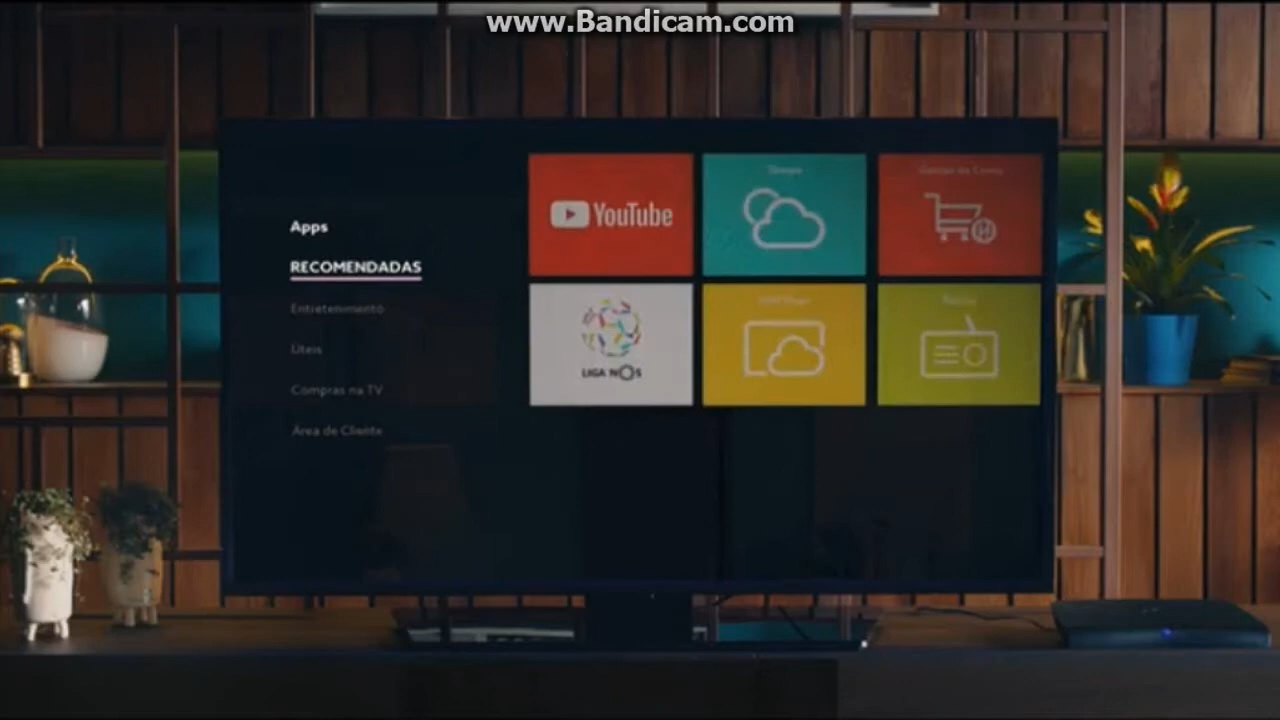 www.Bandicam.com
Apps
RECOMENDADAS
Entretenimento
Úteis
Compras na TV
Área de Cliente
YouTube
LIGA NOS